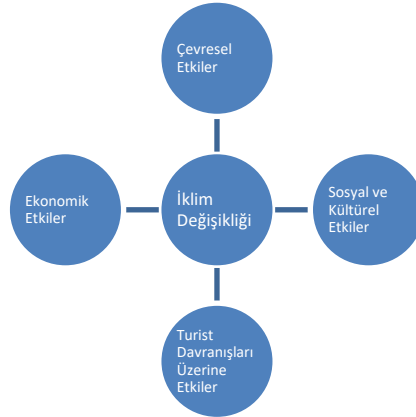 Çevresel
Etkiler
Ekonomik
Etkiler
İklim
Değişikliği
Sosyal ve
Kültürel
Etkiler
Turist
Davranışları
Üzerine
Etkiler